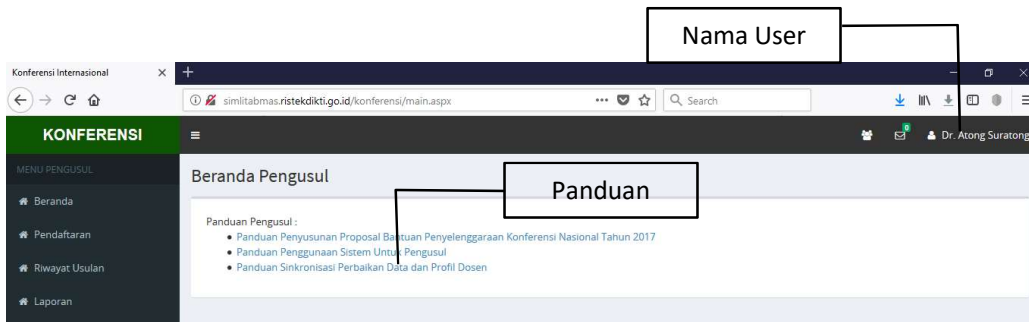 Nama User
Konferensi Internasional
simlitabmas.ristekdikti.go.id/konferensi/main.aspx
Search
KONFERENSI
0
Dr. Atong Suratong
MENU PENGUSUL
Beranda Pengusul
Panduan
Beranda
Panduan Pengusul :
Pendaftaran
Panduan Penyusunan Proposal Bantuan Penyelenggaraan Konferensi Nasional Tahun 2017
Panduan Penggunaan Sistem Untuk Pengusul
Riwayat Usulan
Panduan Sinkronisasi Perbaikan Data dan Profil Dosen
Laporan